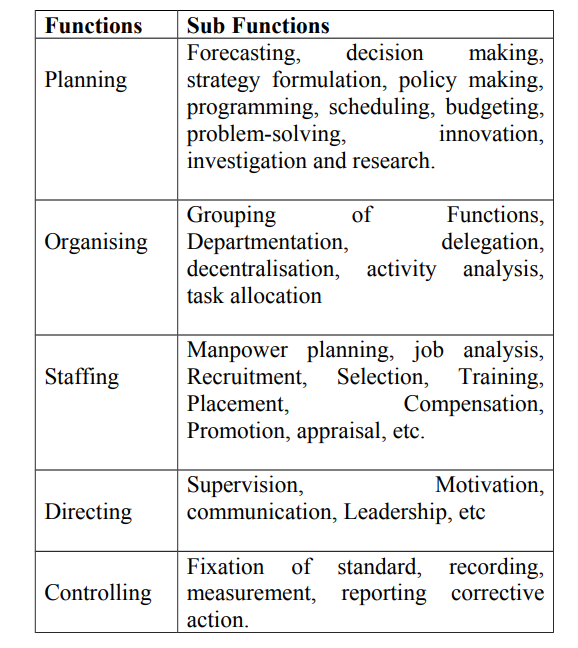 Functions Sub Functions
Planning
Forecasting, decision making,
strategy formulation, policy making,
programming, scheduling, budgeting,
problem-solving, innovation,
investigation and research.
Organising
Grouping of Functions,
Departmentation, delegation,
decentralisation, activity analysis,
task allocation
Staffing
Manpower planning, job analysis,
Recruitment, Selection, Training,
Placement, Compensation,
Promotion, appraisal, etc.
Directing
Supervision, Motivation,
communication, Leadership, etc
Controlling
Fixation of standard, recording,
measurement, reporting corrective
action.